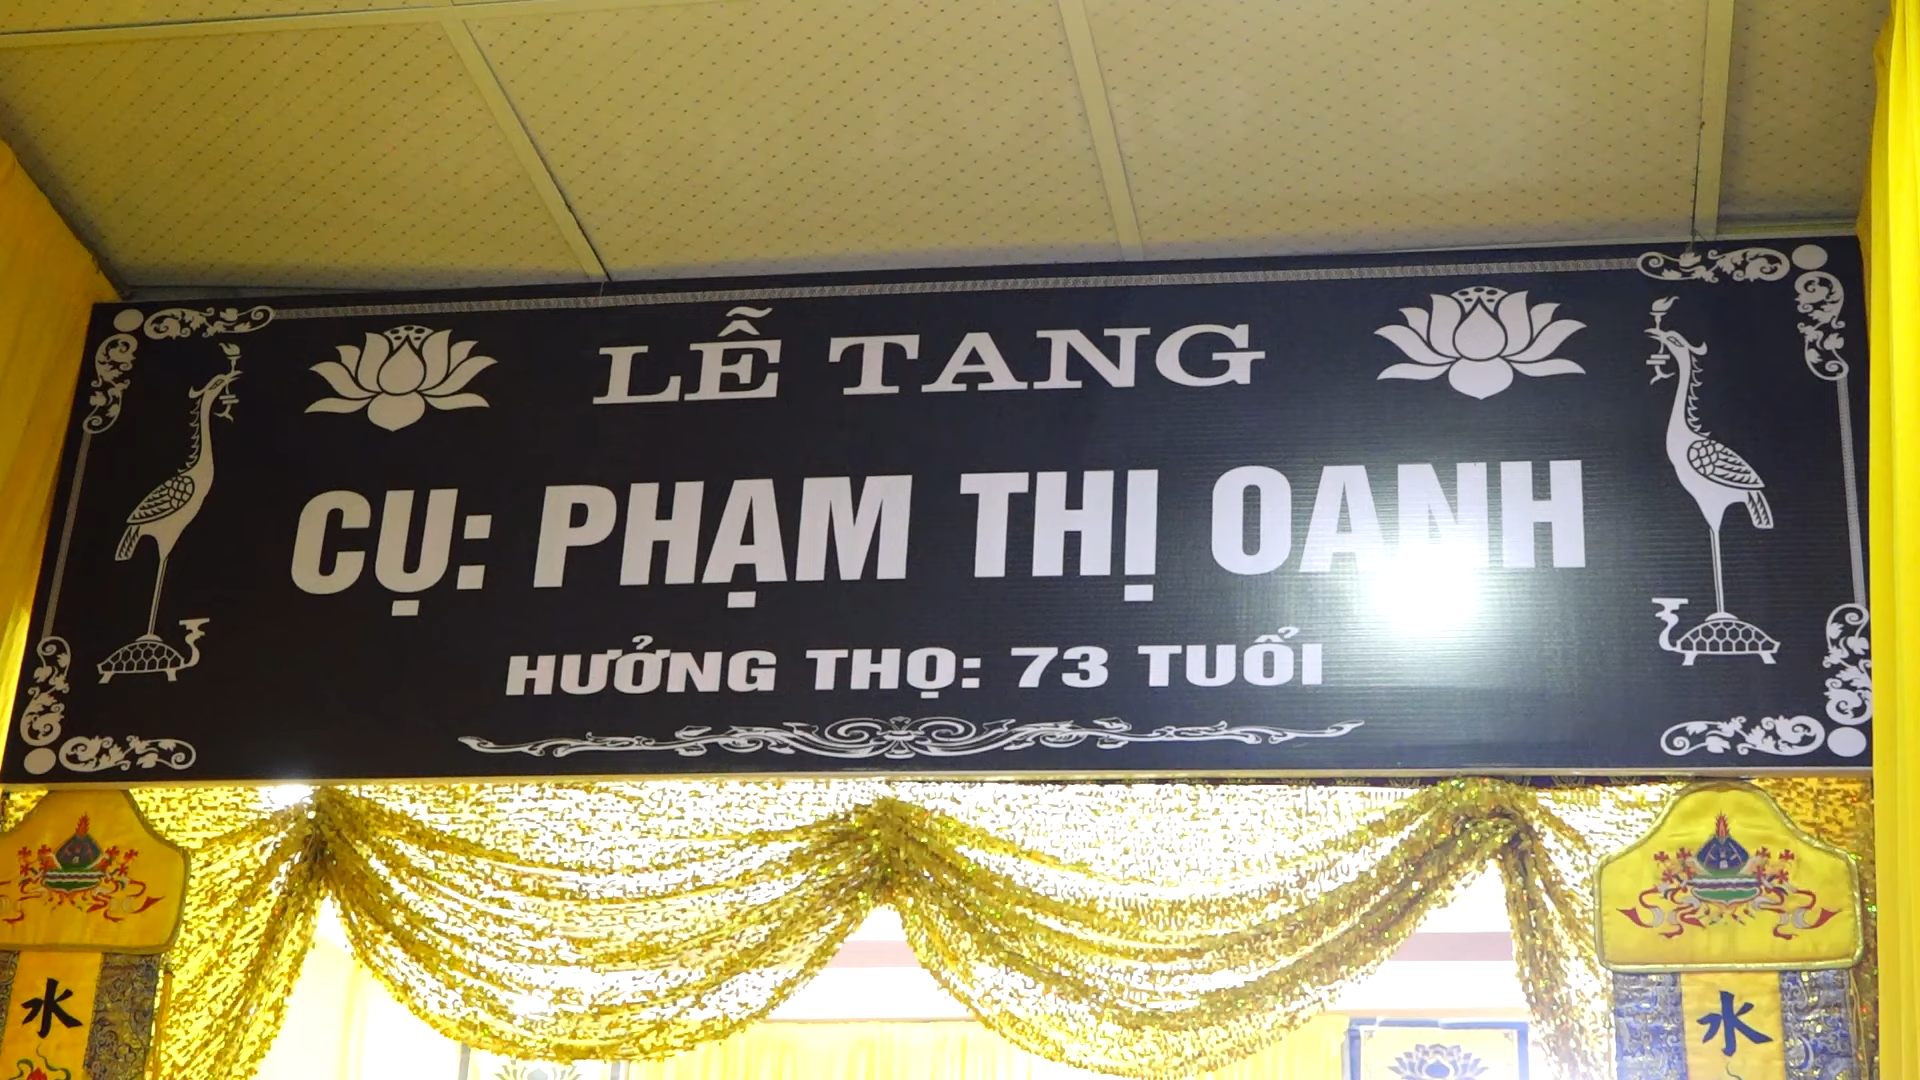 LỄ TANG
CỤ: PHẠM THỊ OANH
HƯỞNG THỌ: 73 TUỔI
水
水